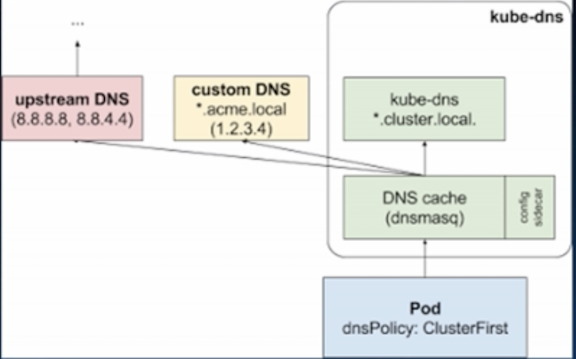 ...
kube-dns
upstream DNS
(8.8.8.8, 8.8.4.4)
custom DNS
*.acme.local
(1.2.3.4)
kube-dns
*.cluster.local.
DNS cache
(dnsmasq)
config
sidecar
Pod
dnsPolicy: ClusterFirst